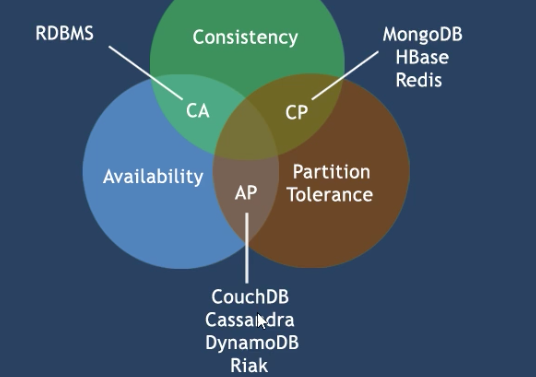 RDBMS
Consistency
MongoDB
HBase
Redis
CA
CP
Availability
Partition
Tolerance
AP
CouchDB
Cassandra
DynamoDB
Riak